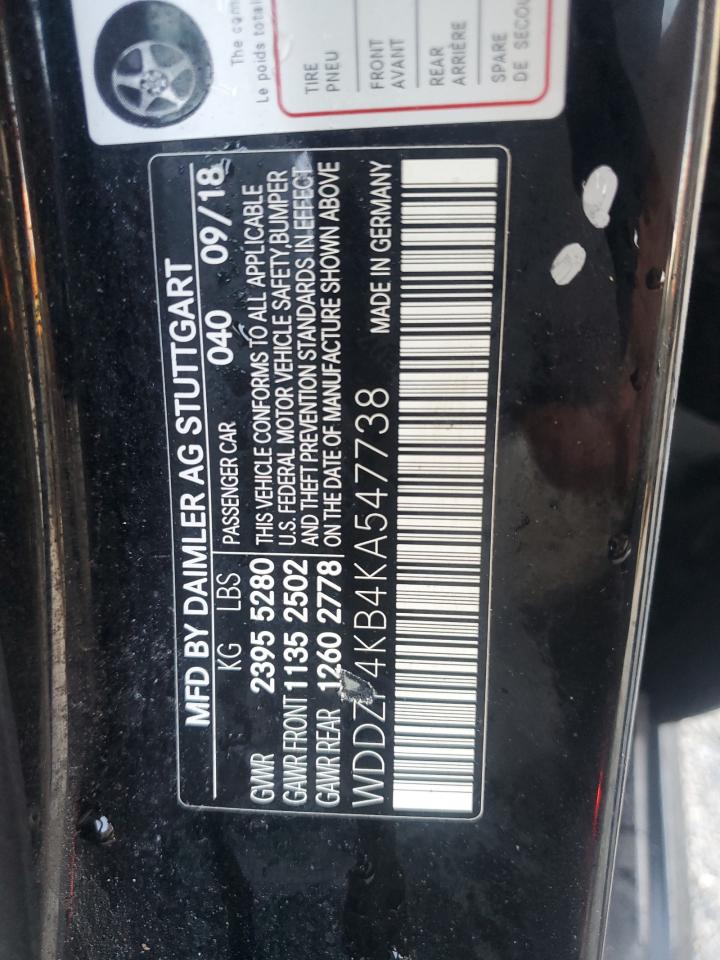 The com
Le poids total
TIRE
PNEU
FRONT
AVANT
REAR
ARRIÈRE
SPARE
DE SECOU
MFD BY DAIMLER AG STUTTGART
KG LBS
PASSENGER CAR 040 09/18
GVWR 2395 5280
GAWR FRONT 1135 2502
GAWR REAR 1260 2778
THIS VEHICLE CONFORMS TO ALL APPLICABLE
U.S. FEDERAL MOTOR VEHICLE SAFETY,BUMPER
AND THEFT PREVENTION STANDARDS IN EFFECT
ON THE DATE OF MANUFACTURE SHOWN ABOVE
WDDZF4KB4KA547738 MADE IN GERMANY